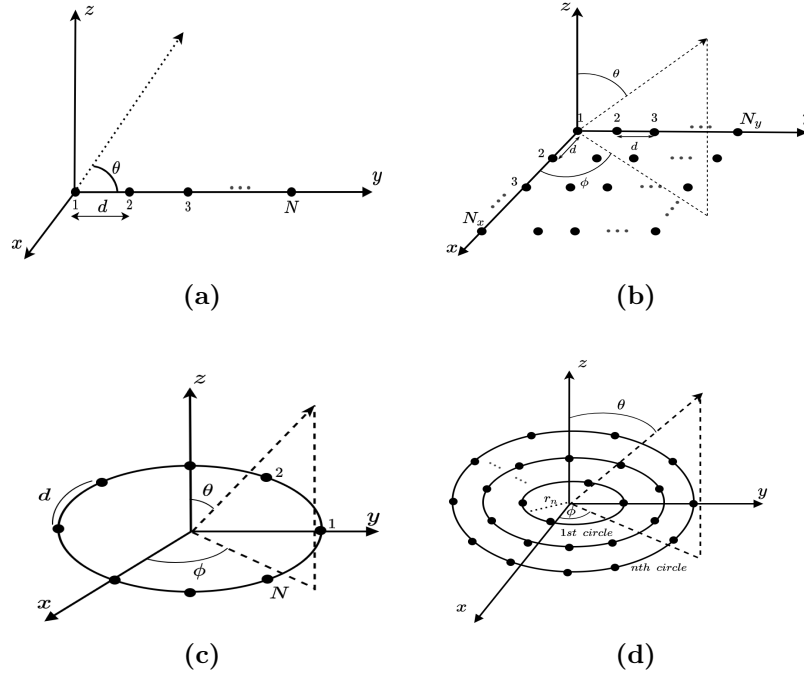 z
θ
y
1
2
3
...
N
d
x
(a)
z
θ
1
2
3
...
N_y
d
d
2
ϕ
3
N_x
x
(b)
z
θ
2
d
1
y
ϕ
x
N
(c)
z
θ
r_n
ϕ
y
1st circle
nth circle
x
(d)